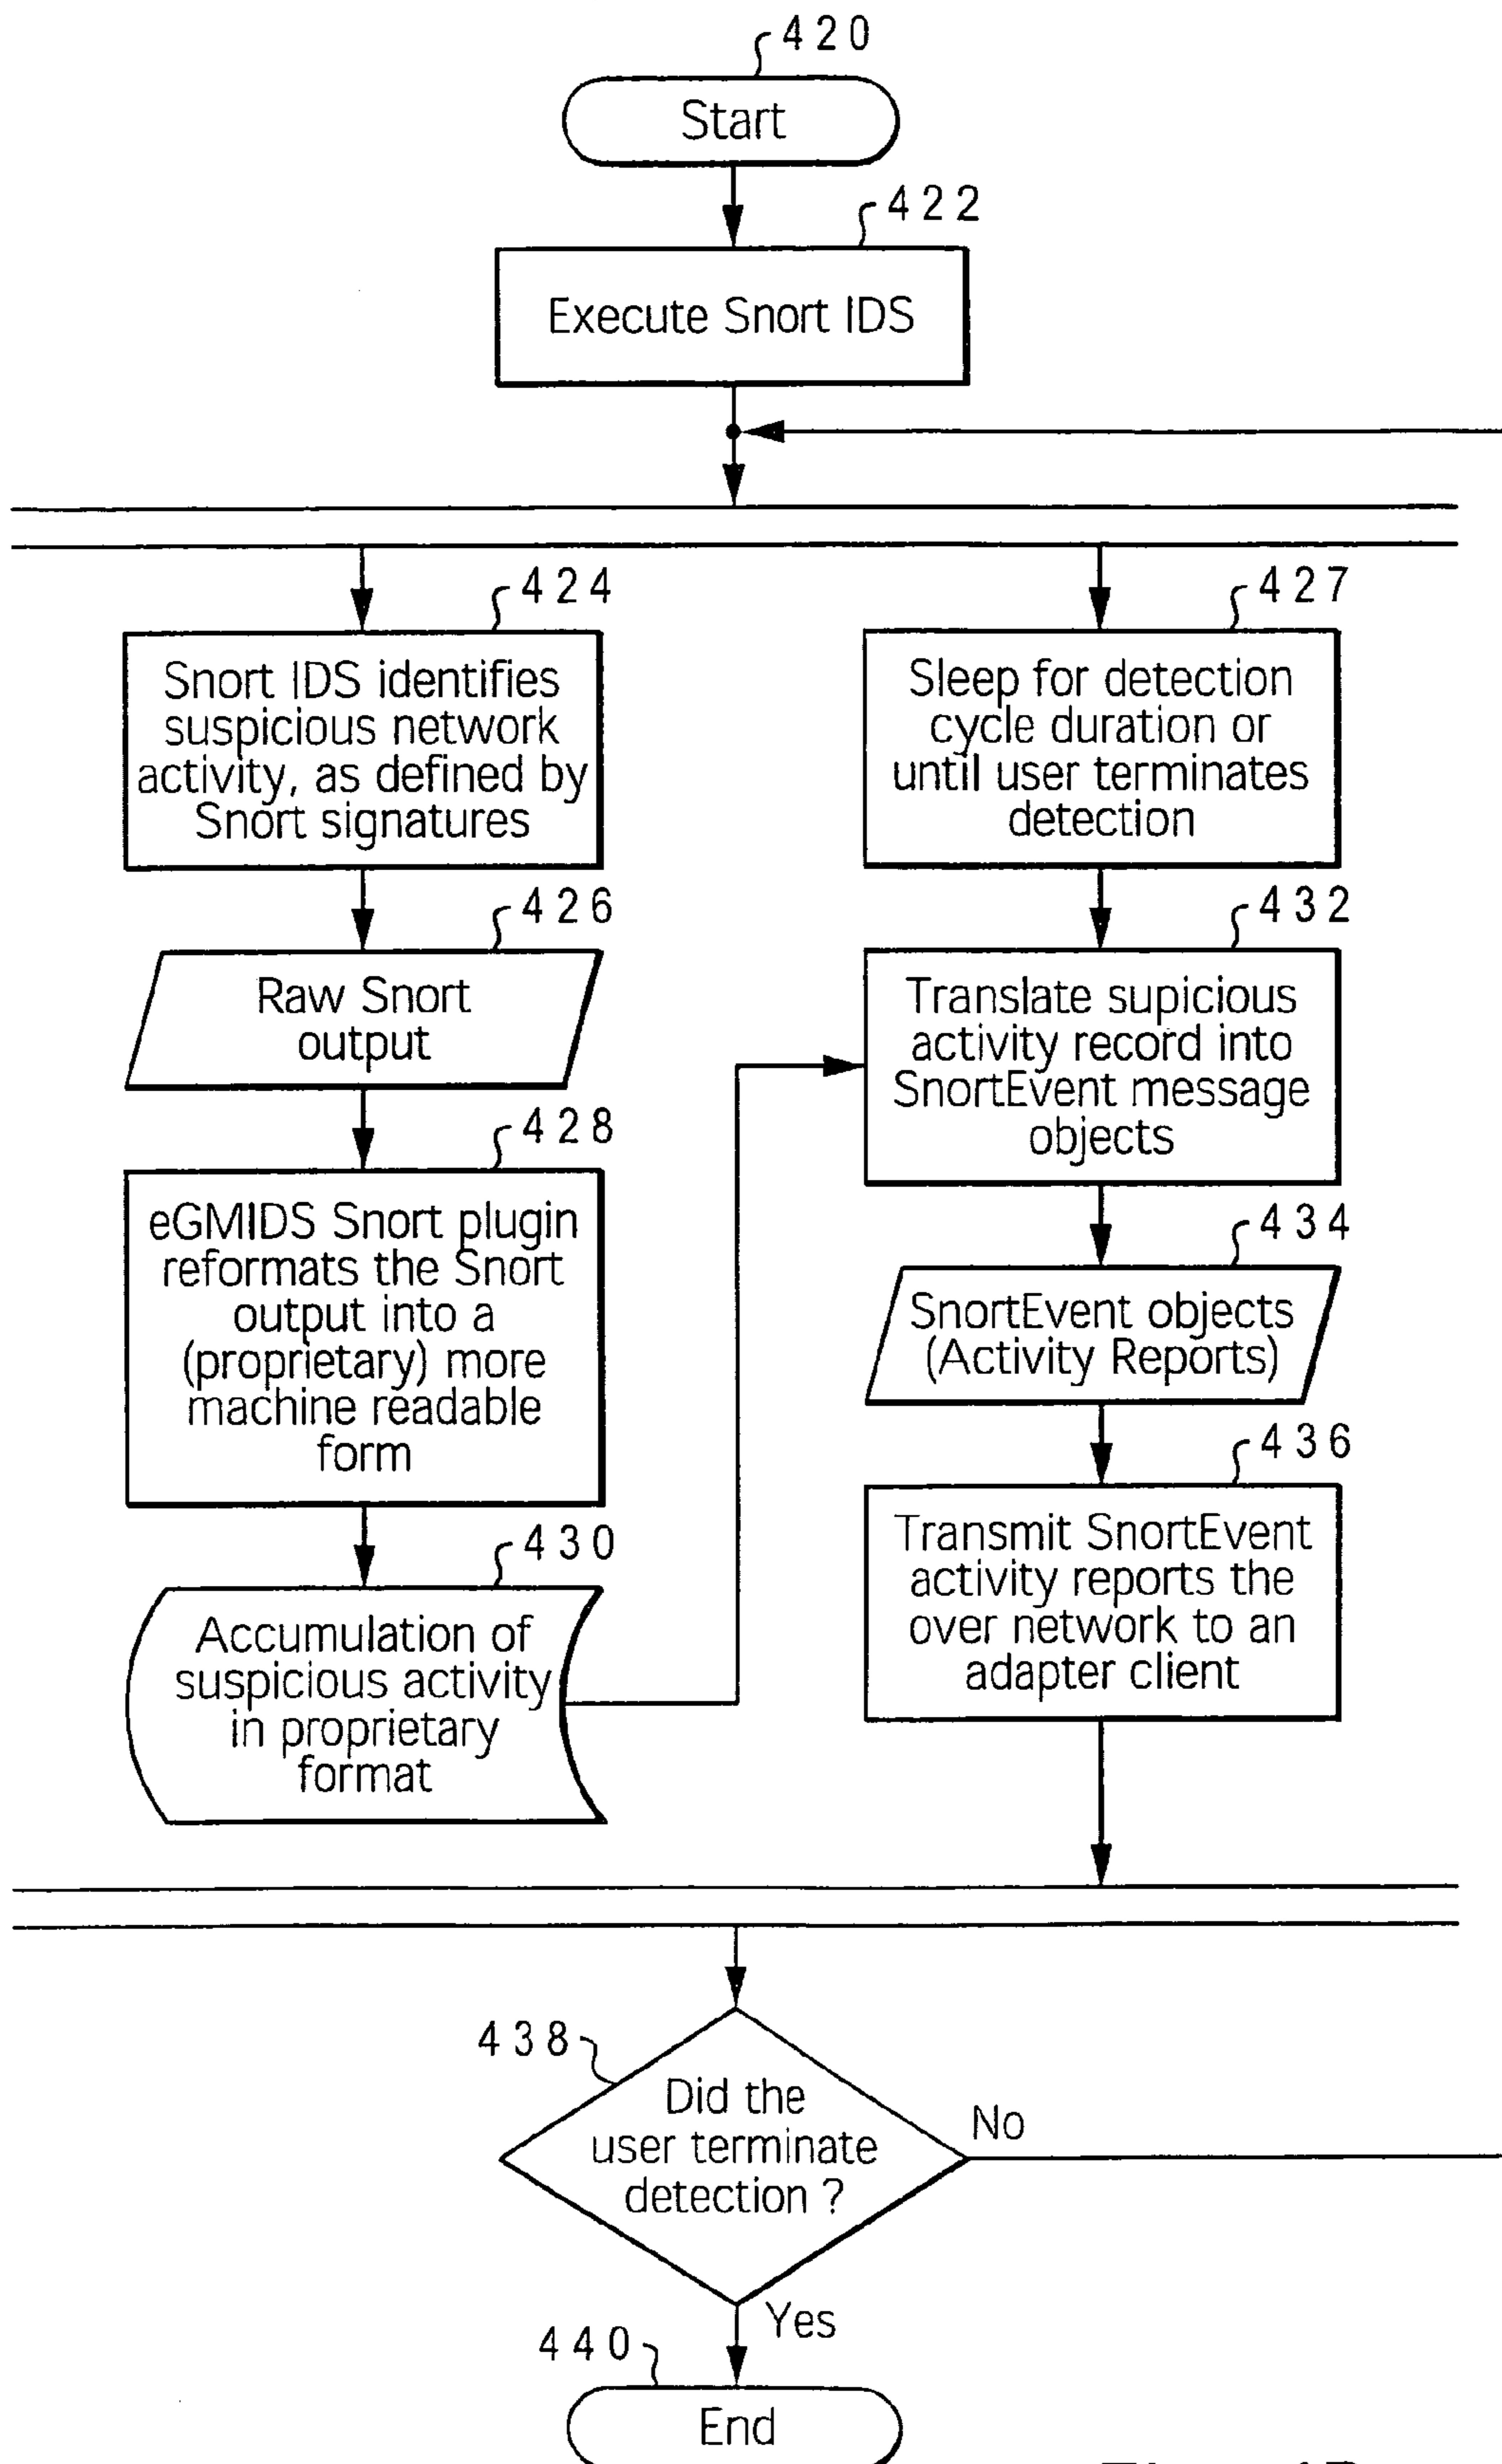 420
Start
422
Execute Snort IDS
424
Snort IDS identifies
suspicious network
activity, as defined by
Snort signatures
426
Raw Snort
output
428
eGMIDS Snort plugin
reformats the Snort
output into a
(proprietary) more
machine readable
form
430
Accumulation of
suspicious activity
in proprietary
format
427
Sleep for detection
cycle duration or
until user terminates
detection
432
Translate supicious
activity record into
SnortEvent message
objects
434
SnortEvent objects
(Activity Reports)
436
Transmit SnortEvent
activity reports the
over network to an
adapter client
438
Did the
user terminate
detection ?
No
Yes
440
End